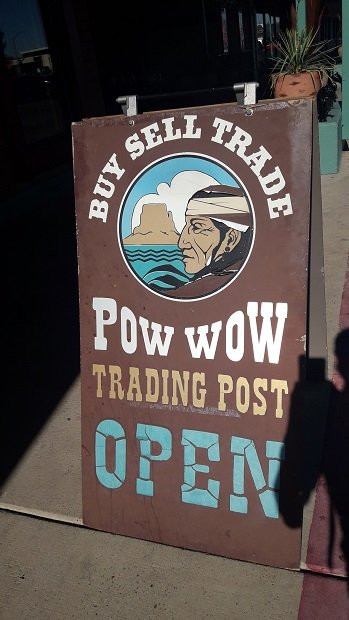 BUY SELL TRADE
POW WOW
TRADING POST
OPEN